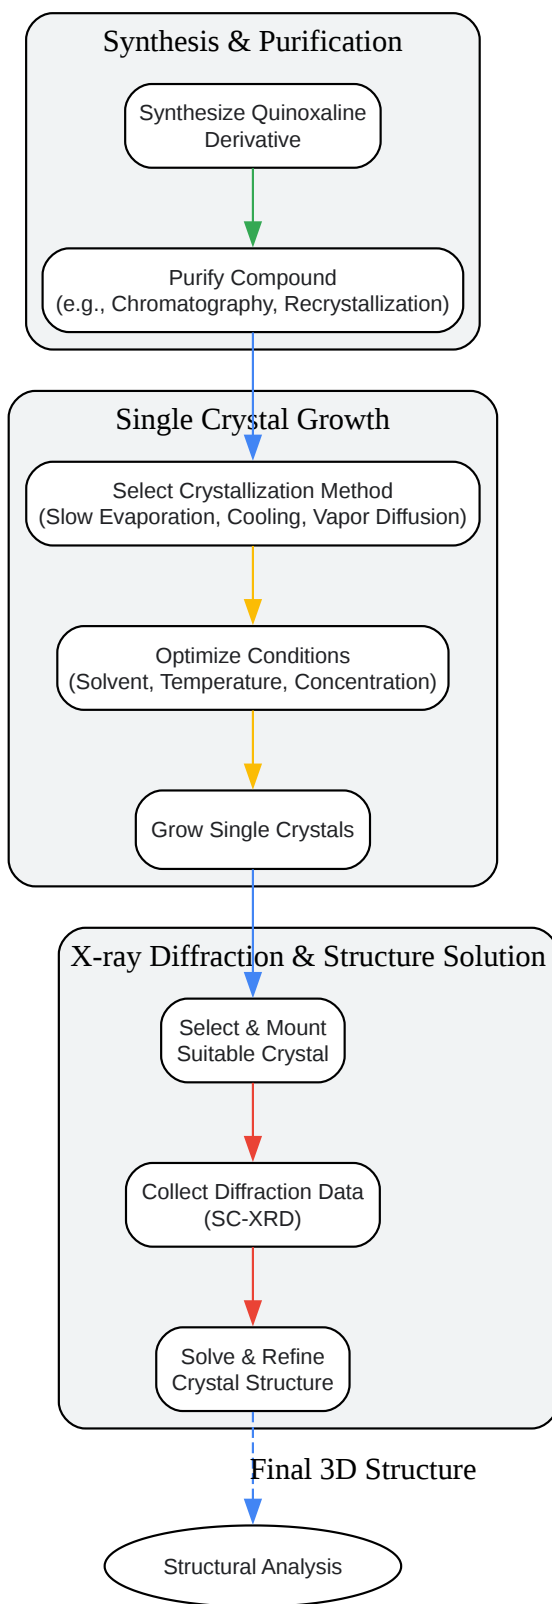 Synthesis & Purification
Synthesize Quinoxaline
Derivative
Purify Compound
(e.g., Chromatography, Recrystallization)
Single Crystal Growth
Select Crystallization Method
(Slow Evaporation, Cooling, Vapor Diffusion)
Optimize Conditions
(Solvent, Temperature, Concentration)
Grow Single Crystals
X-ray Diffraction & Structure Solution
Select & Mount
Suitable Crystal
Collect Diffraction Data
(SC-XRD)
Solve & Refine
Crystal Structure
Final 3D Structure
Structural Analysis